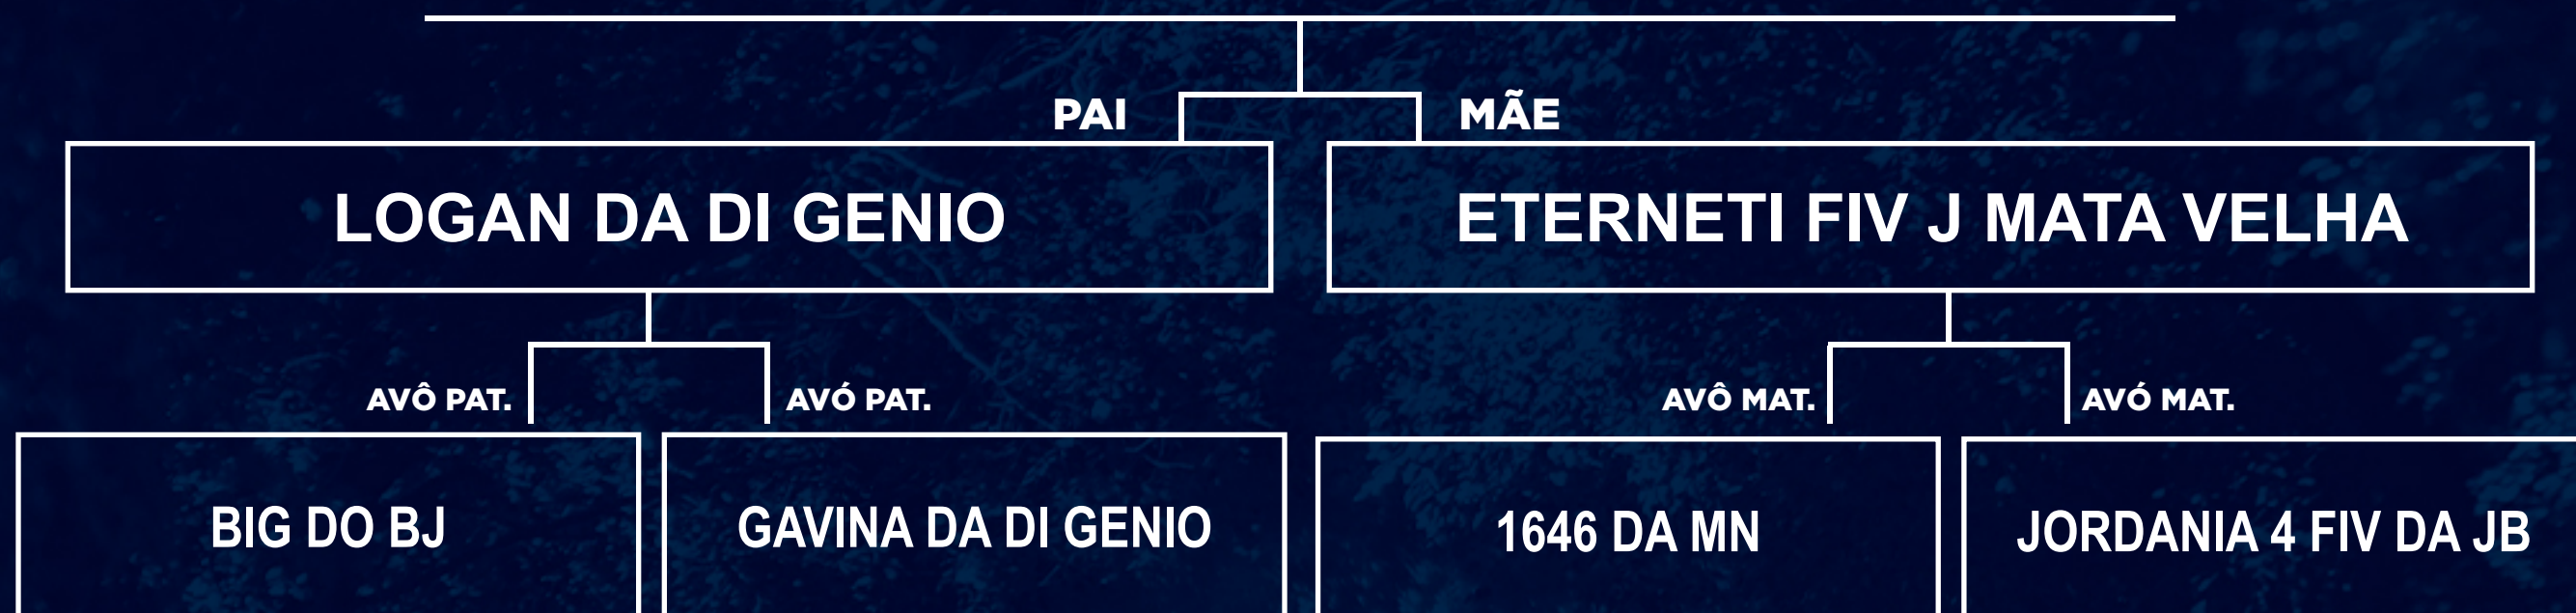 PAI
MÃE
LOGAN DA DI GENIO
ETERNETI FIV J MATA VELHA
AVÔ PAT.
AVÓ PAT.
AVÔ MAT.
AVÓ MAT.
BIG DO BJ
GAVINA DA DI GENIO
1646 DA MN
JORDANIA 4 FIV DA JB